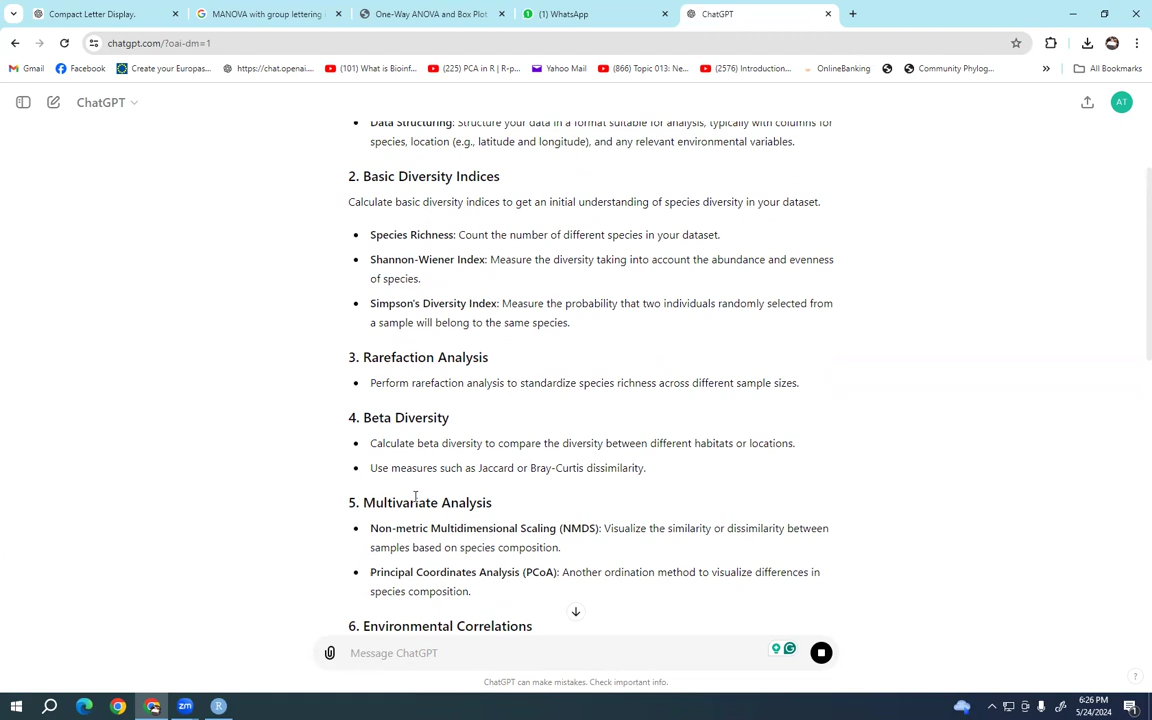 Compact Letter Display.
MANOVA with group lettering
One-Way ANOVA and Box Plot
(1) WhatsApp
ChatGPT
chatgpt.com/?oai-dm=1
Gmail
Facebook
Create your Europas...
https://chat.openai....
(101) What is Bioinf...
(225) PCA in R | R-p...
Yahoo Mail
(866) Topic 013: Ne...
(2576) Introduction...
OnlineBanking
Community Phylog...
All Bookmarks
ChatGPT
AT
Data Structuring: Structure your data in a format suitable for analysis, typically with columns for
species, location (e.g., latitude and longitude), and any relevant environmental variables.
2. Basic Diversity Indices
Calculate basic diversity indices to get an initial understanding of species diversity in your dataset.
Species Richness: Count the number of different species in your dataset.
Shannon-Wiener Index: Measure the diversity taking into account the abundance and evenness
of species.
Simpson's Diversity Index: Measure the probability that two individuals randomly selected from
a sample will belong to the same species.
3. Rarefaction Analysis
Perform rarefaction analysis to standardize species richness across different sample sizes.
4. Beta Diversity
Calculate beta diversity to compare the diversity between different habitats or locations.
Use measures such as Jaccard or Bray-Curtis dissimilarity.
5. Multivariate Analysis
Non-metric Multidimensional Scaling (NMDS): Visualize the similarity or dissimilarity between
samples based on species composition.
Principal Coordinates Analysis (PCoA): Another ordination method to visualize differences in
species composition.
6. Environmental Correlations
Message ChatGPT
ChatGPT can make mistakes. Check important info.
?
zm
R
6:26 PM
5/24/2024